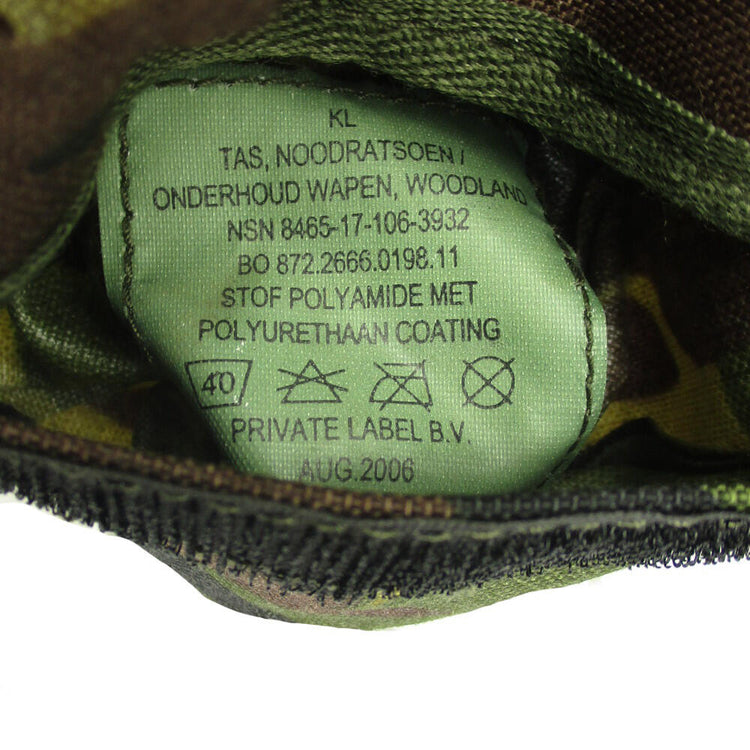 KL
TAS, NOODRATSOEN /
ONDERHOUD WAPEN, WOODLAND
NSN 8465-17-106-3932
BO 872.2666.0198.11
STOF POLYAMIDE MET
POLYURETHAAN COATING
40
PRIVATE LABEL B.V.
AUG.2006